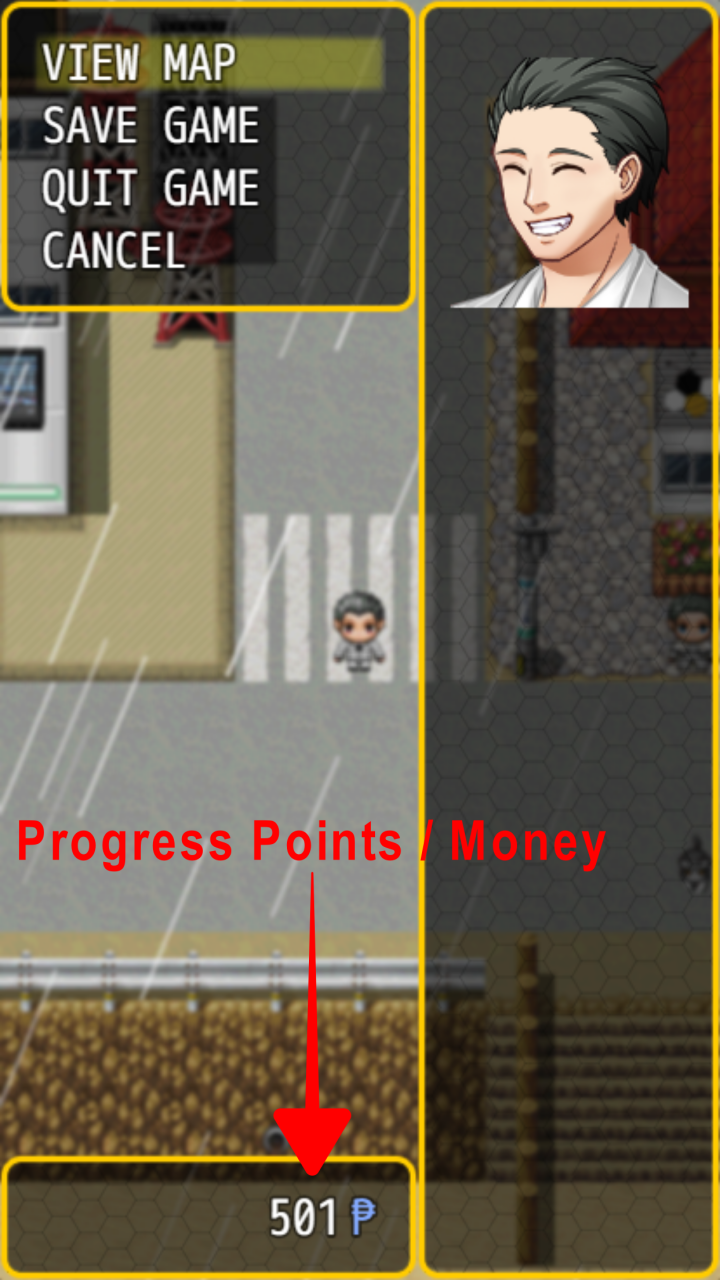 VIEW MAP
SAVE GAME
QUIT GAME
CANCEL
Progress Points / Money
501 ₱